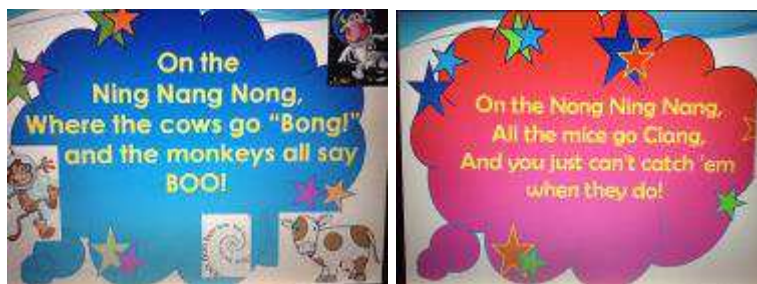 On the
Ning Nang Nong,
Where the cows go "Bong!"
and the monkeys all say
BOO!
On the Nong Ning Nang,
All the mice go Clang,
And you just can't catch 'em
when they do!